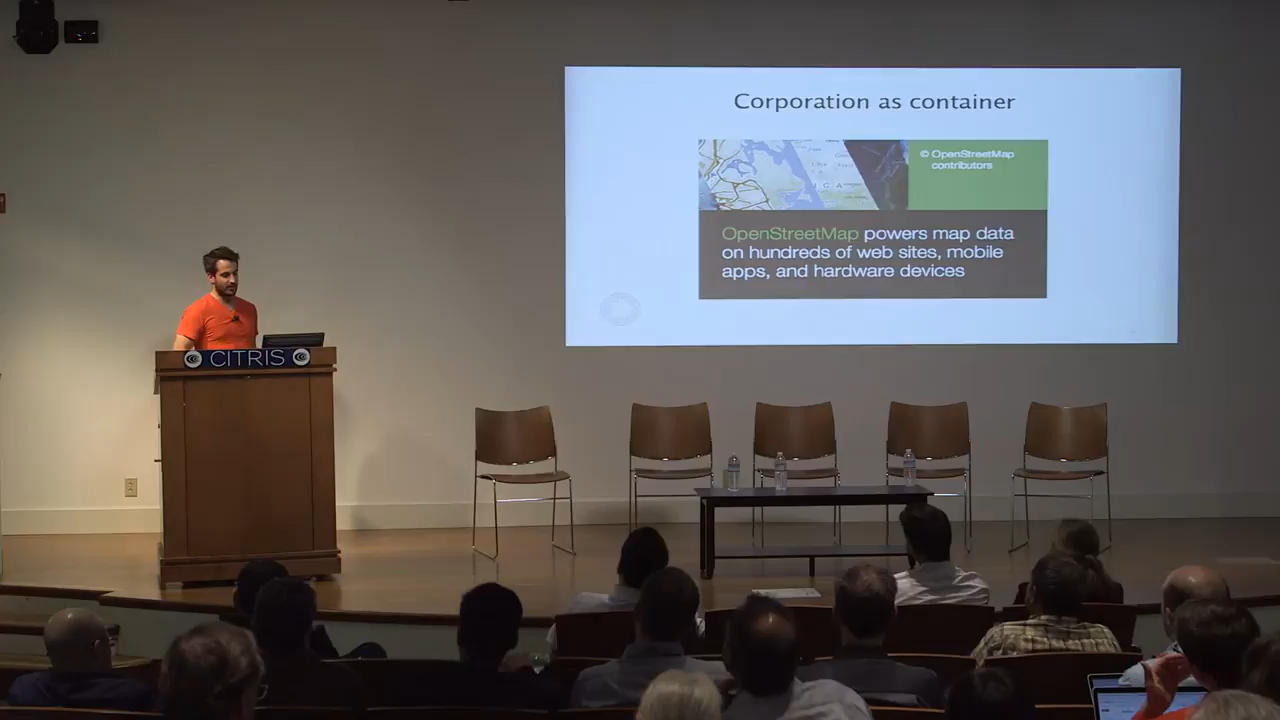 Corporation as container
© OpenStreetMap
contributors
OpenStreetMap powers map data
on hundreds of web sites, mobile
apps, and hardware devices
CITRIS